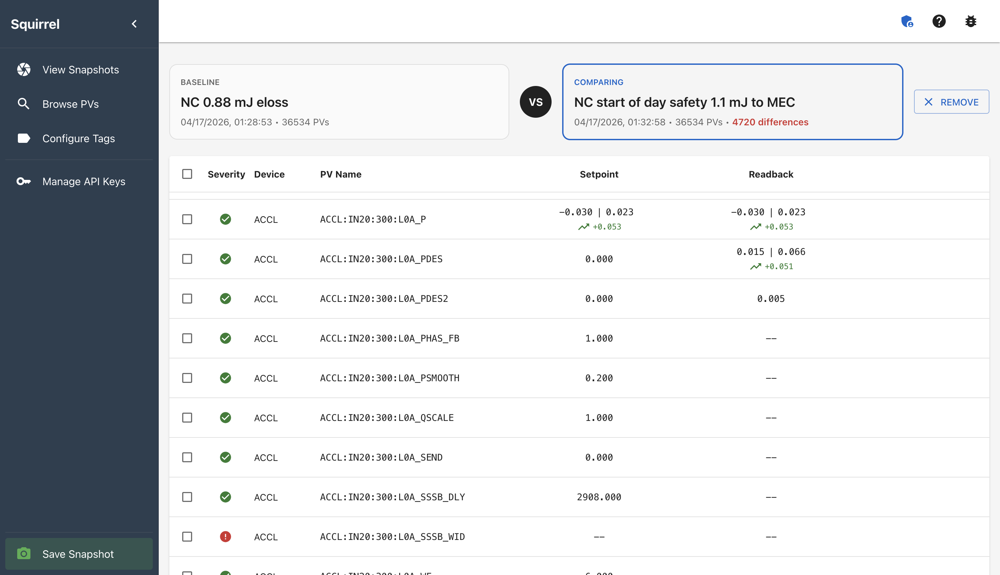 Squirrel
View Snapshots
Browse PVs
Configure Tags
Manage API Keys
Save Snapshot
BASELINE
NC 0.88 mJ eloss
04/17/2026, 01:28:53 • 36534 PVs
VS
COMPARING
NC start of day safety 1.1 mJ to MEC
04/17/2026, 01:32:58 • 36534 PVs • 4720 differences
REMOVE
Severity Device PV Name Setpoint Readback
ACCL ACCL:IN20:300:L0A_P −0.030 | 0.023 −0.030 | 0.023
+0.053 +0.053
ACCL ACCL:IN20:300:L0A_PDES 0.000 0.015 | 0.066
+0.051
ACCL ACCL:IN20:300:L0A_PDES2 0.000 0.005
ACCL ACCL:IN20:300:L0A_PHAS_FB 1.000 --
ACCL ACCL:IN20:300:L0A_PSMOOTH 0.200 --
ACCL ACCL:IN20:300:L0A_QSCALE 1.000 --
ACCL ACCL:IN20:300:L0A_SEND 0.000 --
ACCL ACCL:IN20:300:L0A_SSSB_DLY 2908.000 --
ACCL ACCL:IN20:300:L0A_SSSB_WID -- --